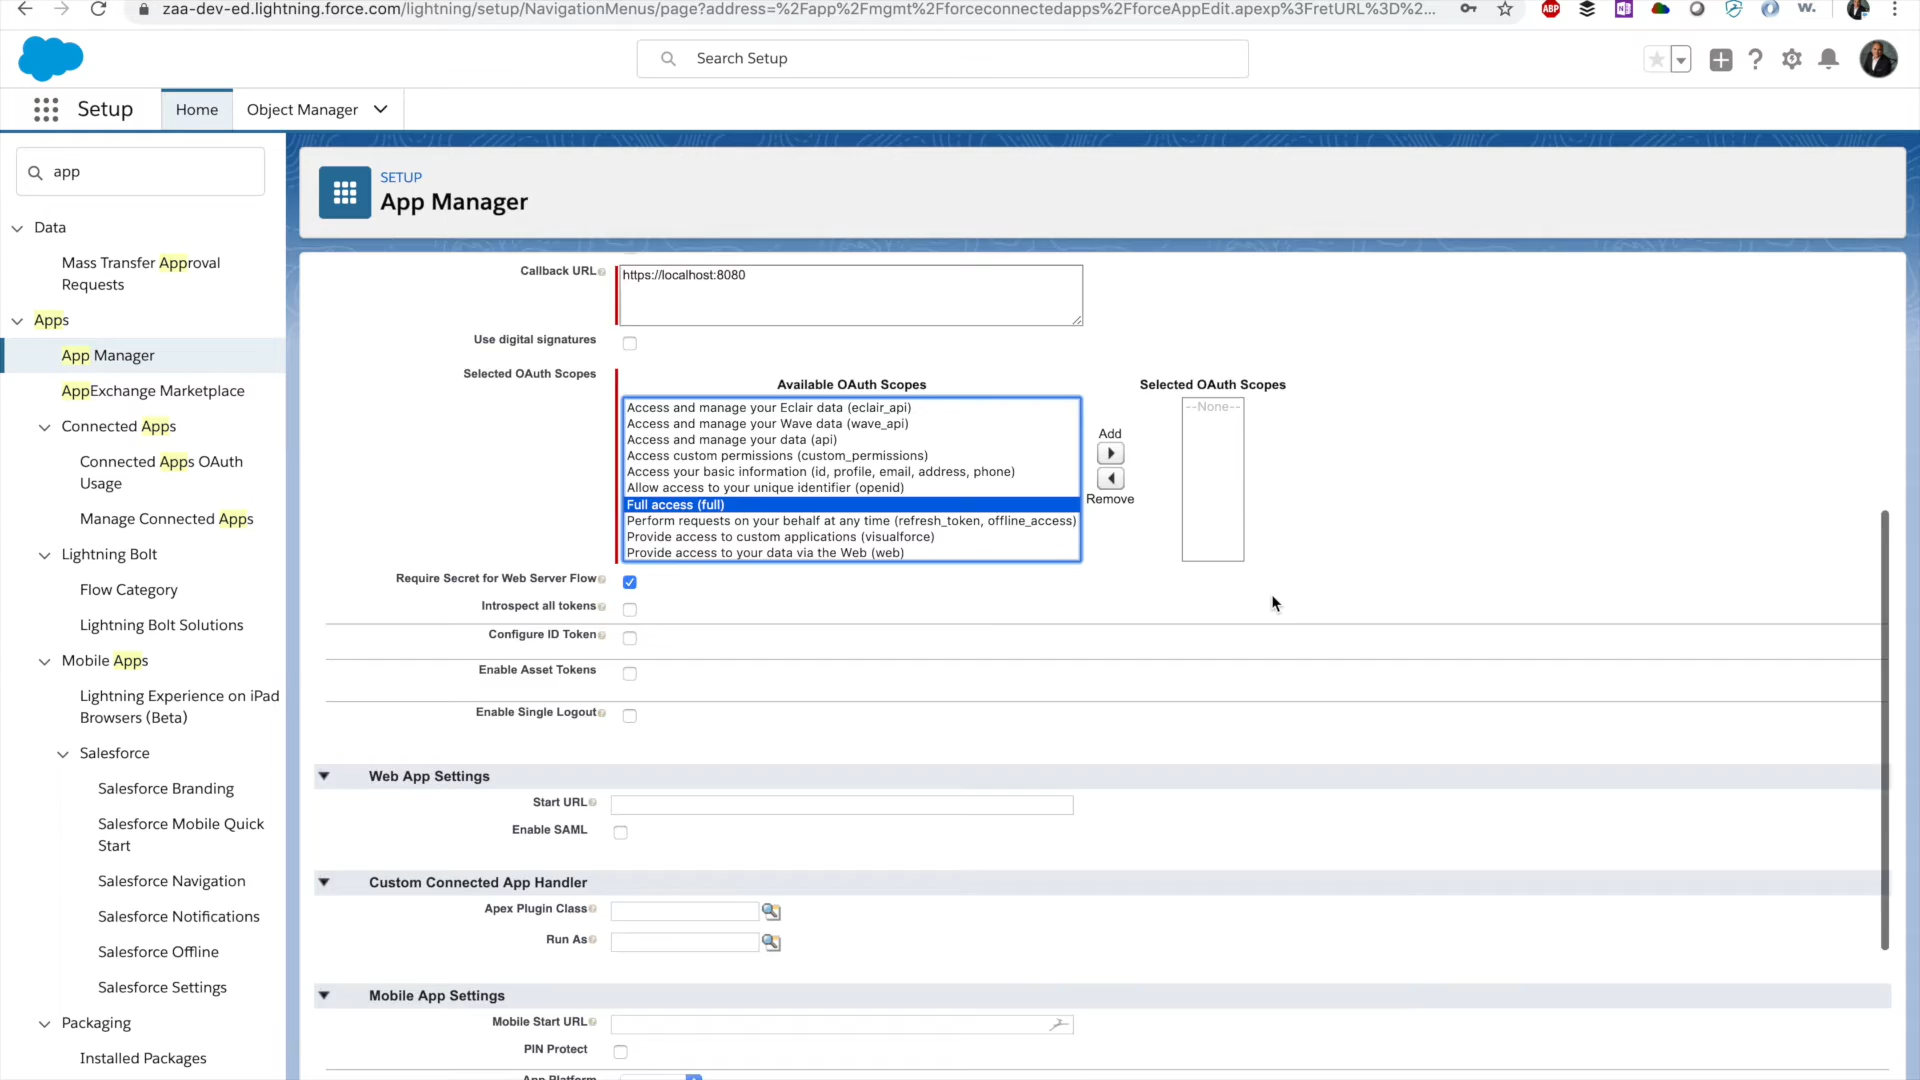 zaa-dev-ed.lightning.force.com/lightning/setup/NavigationMenus/page?address=%2Fapp%2Fmgmt%2Fforceconnectedapps%2FforceAppEdit.apexp%3FretURL%3D%2...
ABP
N
w.
Search Setup
Setup
Home
Object Manager
app
SETUP
App Manager
Data
Mass Transfer Approval
Requests
Apps
App Manager
AppExchange Marketplace
Connected Apps
Connected Apps OAuth
Usage
Manage Connected Apps
Lightning Bolt
Flow Category
Lightning Bolt Solutions
Mobile Apps
Lightning Experience on iPad
Browsers (Beta)
Salesforce
Salesforce Branding
Salesforce Mobile Quick
Start
Salesforce Navigation
Salesforce Notifications
Salesforce Offline
Salesforce Settings
Packaging
Installed Packages
Callback URL
https://localhost:8080
Use digital signatures
Selected OAuth Scopes
Available OAuth Scopes
Selected OAuth Scopes
Access and manage your Eclair data (eclair_api)
Access and manage your Wave data (wave_api)
Access and manage your data (api)
Access custom permissions (custom_permissions)
Access your basic information (id, profile, email, address, phone)
Allow access to your unique identifier (openid)
Full access (full)
Perform requests on your behalf at any time (refresh_token, offline_access)
Provide access to custom applications (visualforce)
Provide access to your data via the Web (web)
Add
Remove
--None--
Require Secret for Web Server Flow
Introspect all tokens
Configure ID Token
Enable Asset Tokens
Enable Single Logout
Web App Settings
Start URL
Enable SAML
Custom Connected App Handler
Apex Plugin Class
Run As
Mobile App Settings
Mobile Start URL
PIN Protect
App Platform